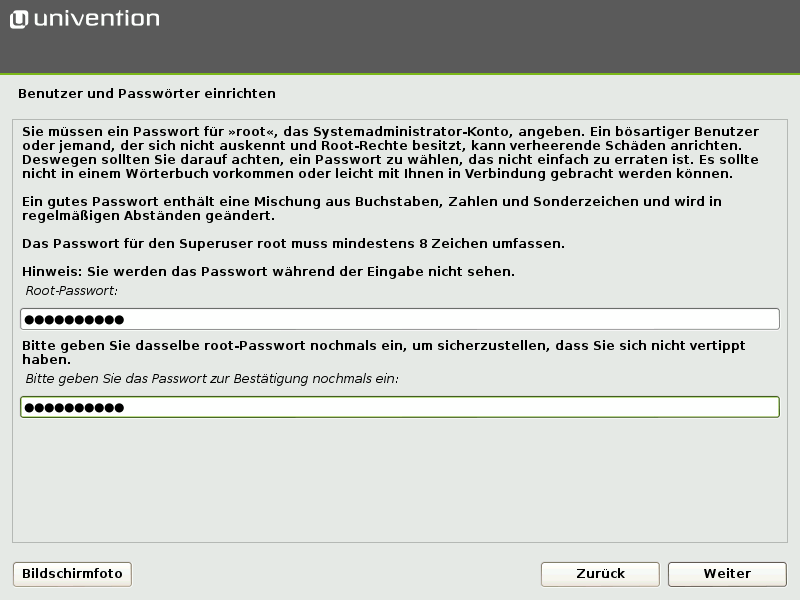 univention
Benutzer und Passwörter einrichten
Sie müssen ein Passwort für »root«, das Systemadministrator-Konto, angeben. Ein bösartiger Benutzer
oder jemand, der sich nicht auskennt und Root-Rechte besitzt, kann verheerende Schäden anrichten.
Deswegen sollten Sie darauf achten, ein Passwort zu wählen, das nicht einfach zu erraten ist. Es sollte
nicht in einem Wörterbuch vorkommen oder leicht mit Ihnen in Verbindung gebracht werden können.
Ein gutes Passwort enthält eine Mischung aus Buchstaben, Zahlen und Sonderzeichen und wird in
regelmäßigen Abständen geändert.
Das Passwort für den Superuser root muss mindestens 8 Zeichen umfassen.
Hinweis: Sie werden das Passwort während der Eingabe nicht sehen.
Root-Passwort:
●●●●●●●●●●
Bitte geben Sie dasselbe root-Passwort nochmals ein, um sicherzustellen, dass Sie sich nicht vertippt
haben.
Bitte geben Sie das Passwort zur Bestätigung nochmals ein:
●●●●●●●●●●
Bildschirmfoto Zurück Weiter